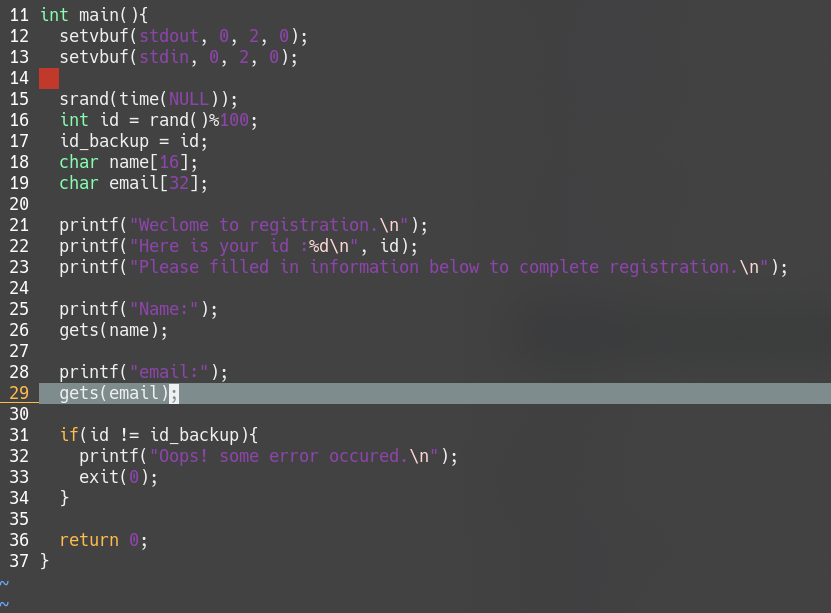 11 int main(){
12   setvbuf(stdout, 0, 2, 0);
13   setvbuf(stdin, 0, 2, 0);
14
15   srand(time(NULL));
16   int id = rand()%100;
17   id_backup = id;
18   char name[16];
19   char email[32];
20
21   printf("Weclome to registration.\n");
22   printf("Here is your id :%d\n", id);
23   printf("Please filled in information below to complete registration.\n");
24
25   printf("Name:");
26   gets(name);
27
28   printf("email:");
29   gets(email);
30
31   if(id != id_backup){
32     printf("Oops! some error occured.\n");
33     exit(0);
34   }
35
36   return 0;
37 }
~
~